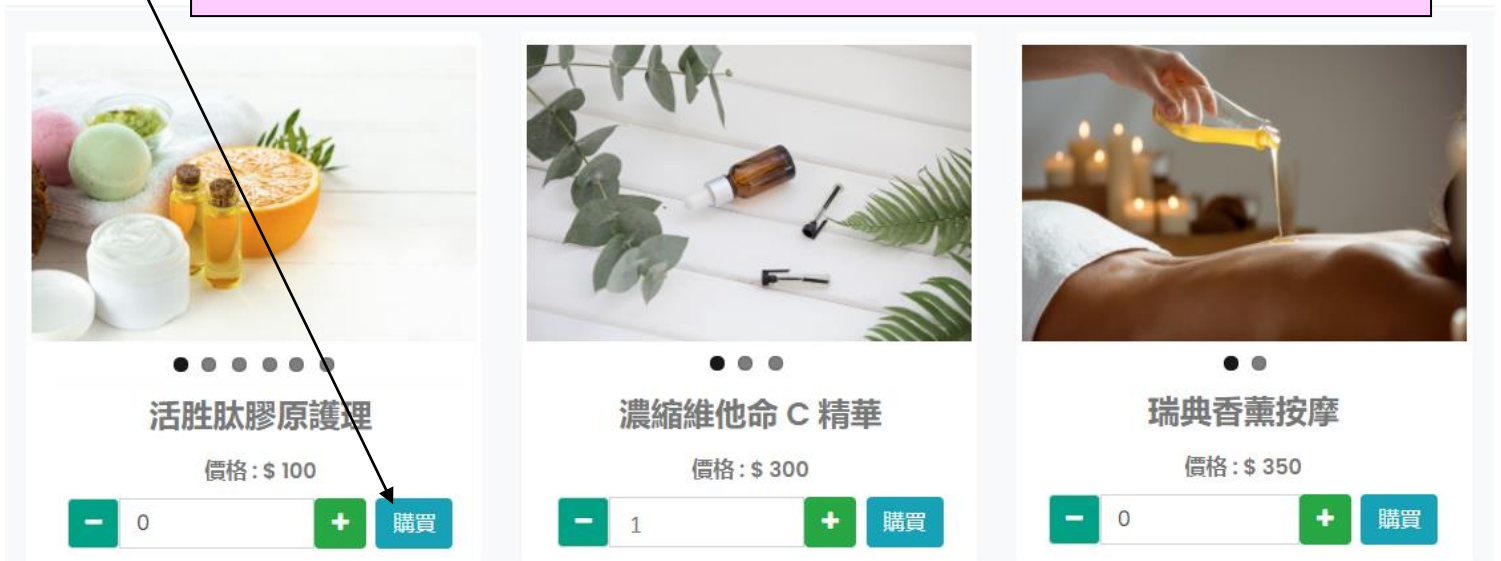 活胜肽膠原護理
價格 : $ 100
− 0 + 購買
濃縮維他命 C 精華
價格 : $ 300
− 1 + 購買
瑞典香薰按摩
價格 : $ 350
− 0 + 購買